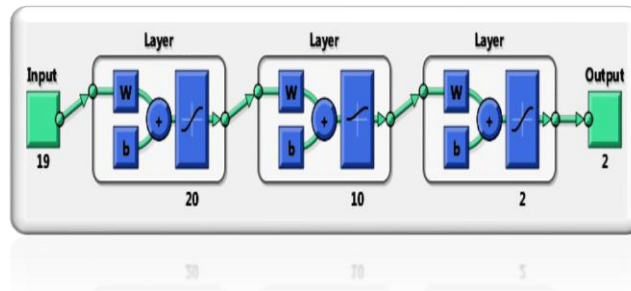 Layer Layer Layer
Input Output
W W W
+ + +
b b b
19 2
20 10 2